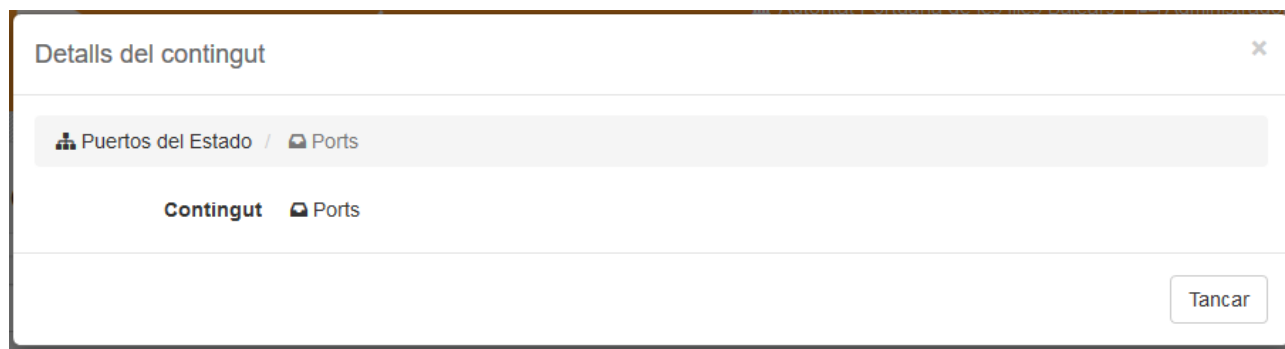 Detalls del contingut ×
Puertos del Estado / Ports
Contingut Ports
Tancar